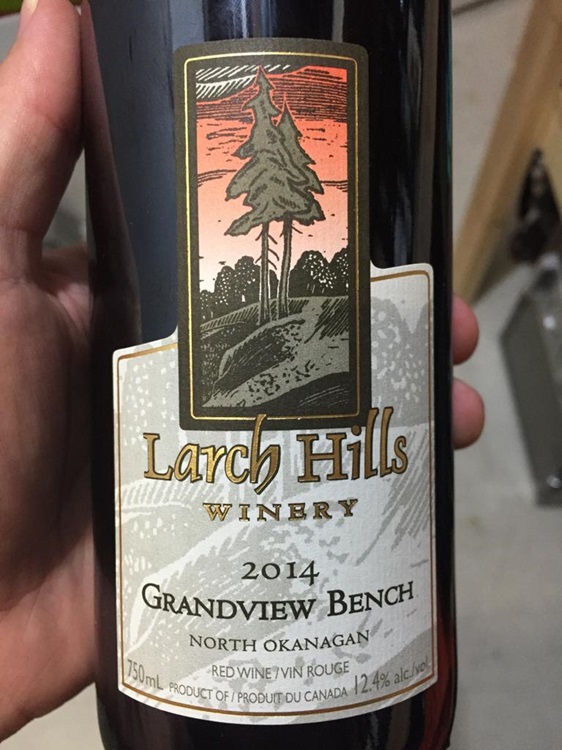 Larch Hills
WINERY
2014
GRANDVIEW BENCH
NORTH OKANAGAN
RED WINE / VIN ROUGE
750mL PRODUCT OF / PRODUIT DU CANADA 12.4% alc./vol.